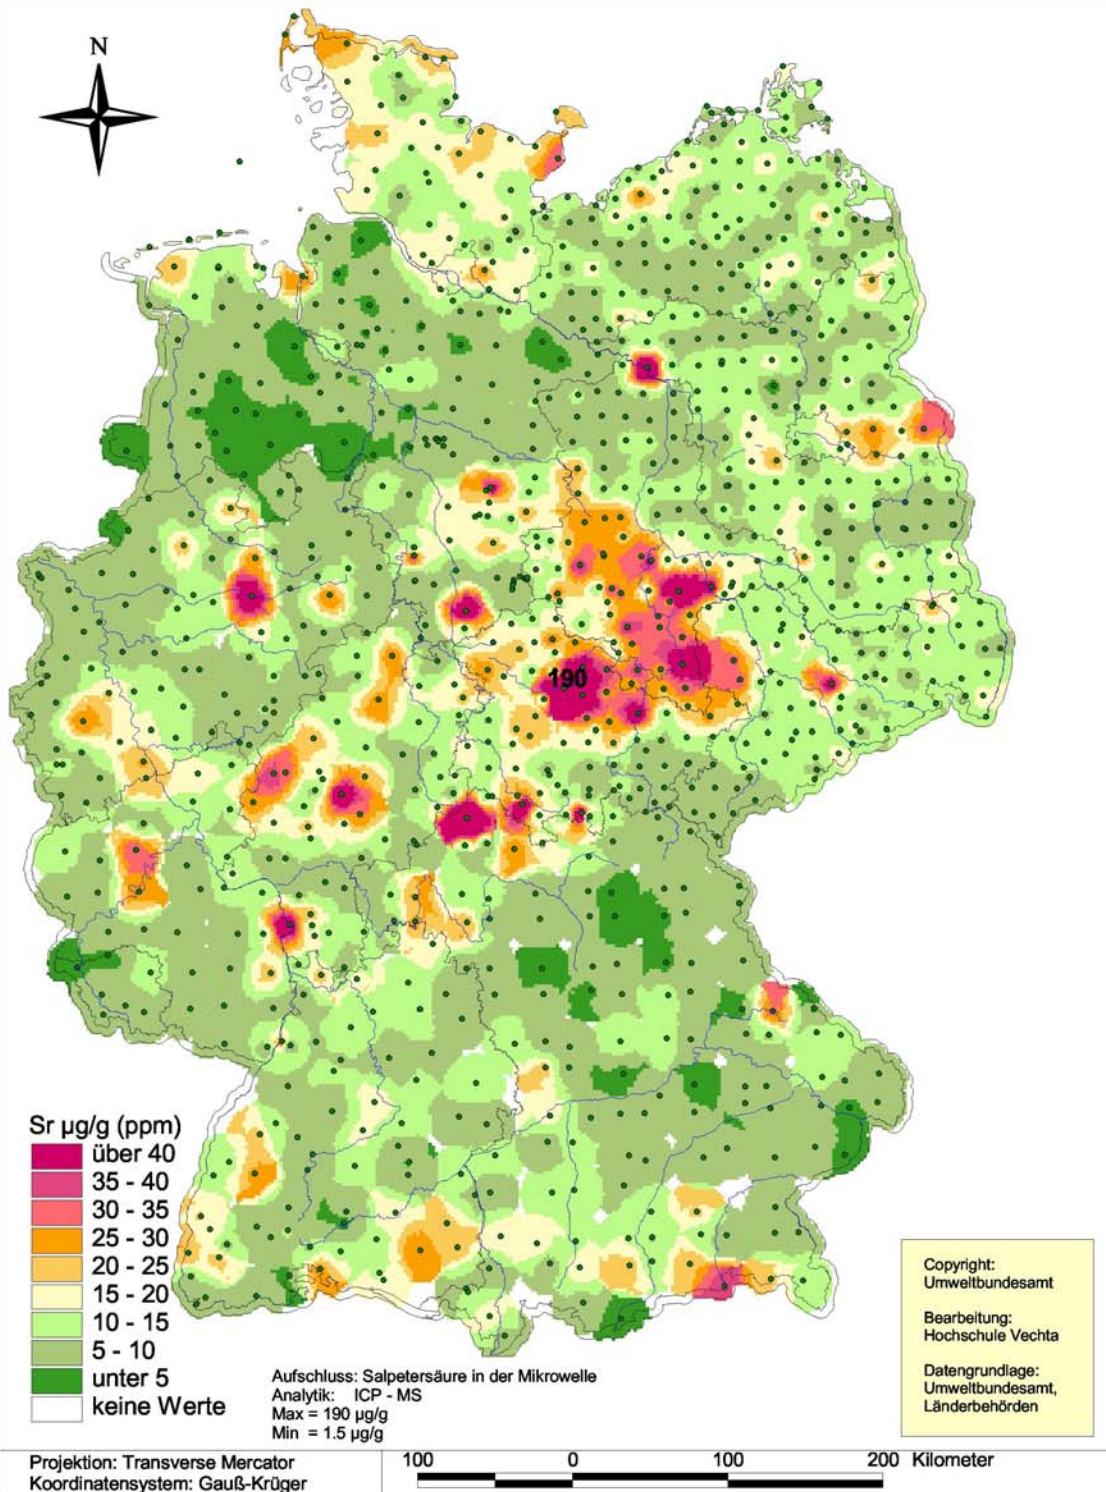 N
190
Sr µg/g (ppm)
über 40
35 - 40
30 - 35
25 - 30
20 - 25
15 - 20
10 - 15
5 - 10
unter 5
keine Werte
Aufschluss: Salpetersäure in der Mikrowelle
Analytik: ICP - MS
Max = 190 µg/g
Min = 1.5 µg/g
Copyright:
Umweltbundesamt
Bearbeitung:
Hochschule Vechta
Datengrundlage:
Umweltbundesamt,
Länderbehörden
Projektion: Transverse Mercator
Koordinatensystem: Gauß-Krüger
100 0 100 200 Kilometer